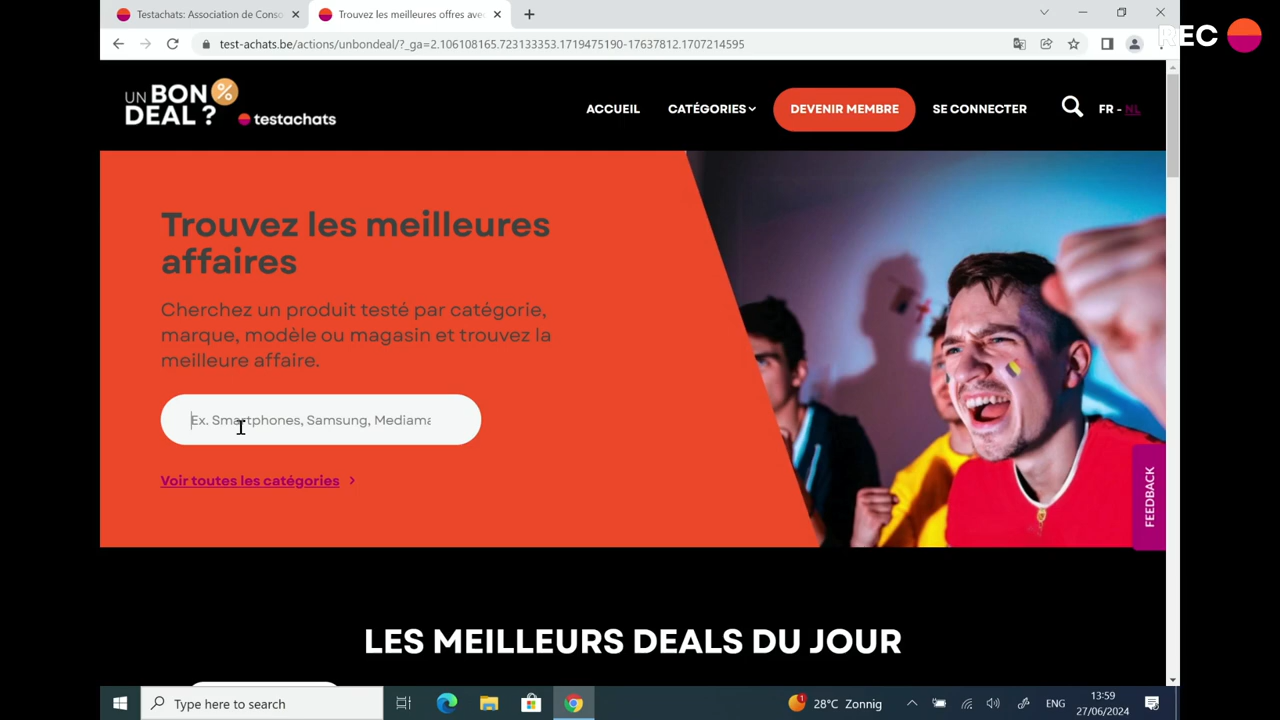 Testachats: Association de Conso
Trouvez les meilleures offres ave
test-achats.be/actions/unbondeal/?_ga=2.106108165.723133353.1719475190-17637812.1707214595
REC
UN BON %
DEAL ?
testachats
ACCUEIL
CATÉGORIES
DEVENIR MEMBRE
SE CONNECTER
FR - NL
Trouvez les meilleures
affaires
Cherchez un produit testé par catégorie,
marque, modèle ou magasin et trouvez la
meilleure affaire.
Ex. Smartphones, Samsung, Mediama
Voir toutes les catégories
FEEDBACK
LES MEILLEURS DEALS DU JOUR
Type here to search
1
28°C Zonnig
ENG
13:59
27/06/2024